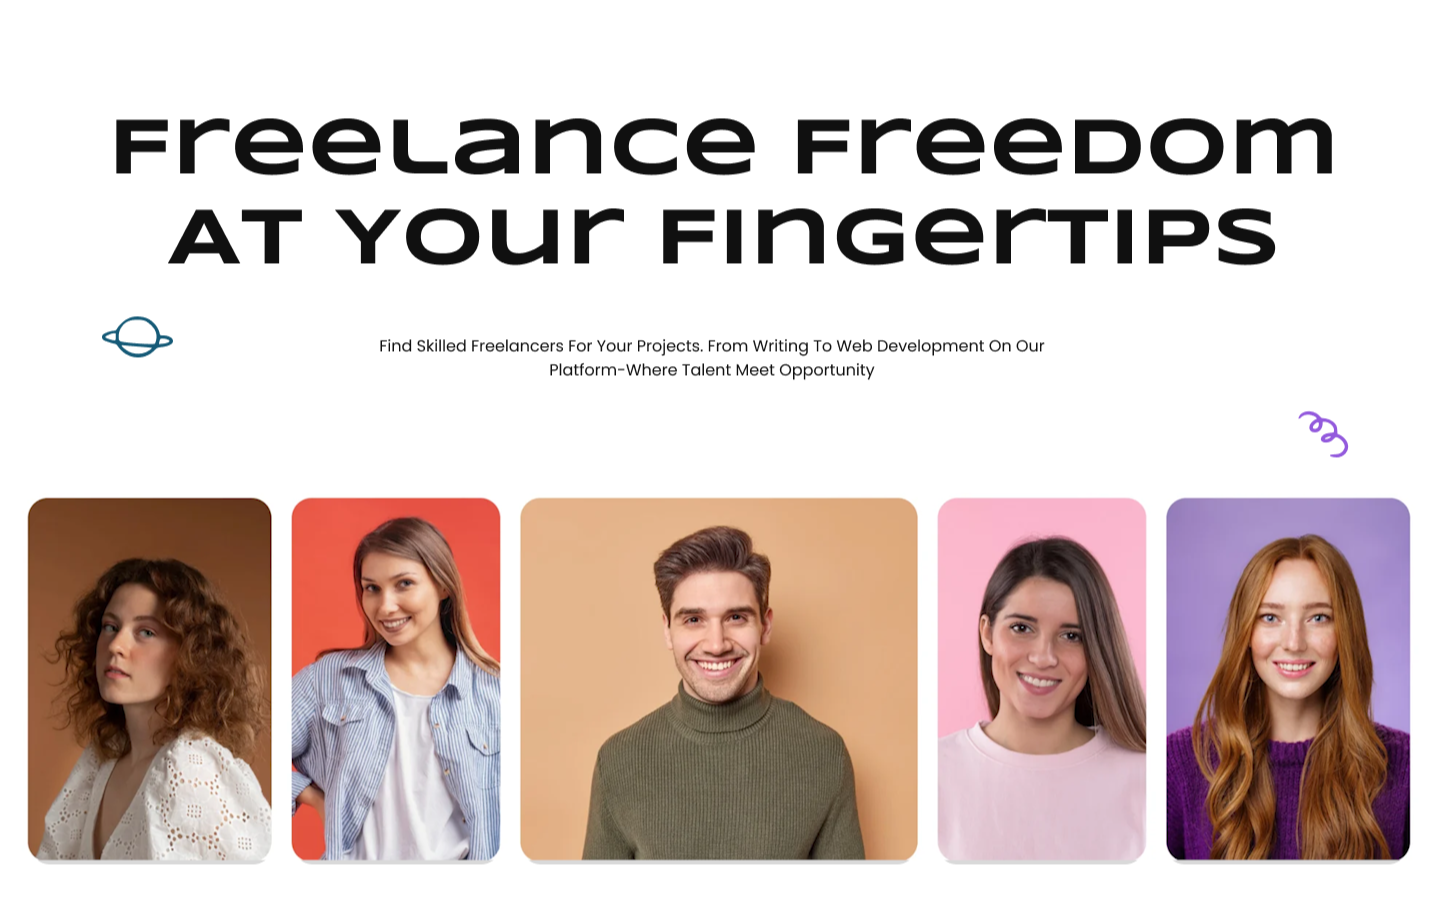 Freelance Freedom
at your Fingertips
Find Skilled Freelancers For Your Projects. From Writing To Web Development On Our
Platform-Where Talent Meet Opportunity